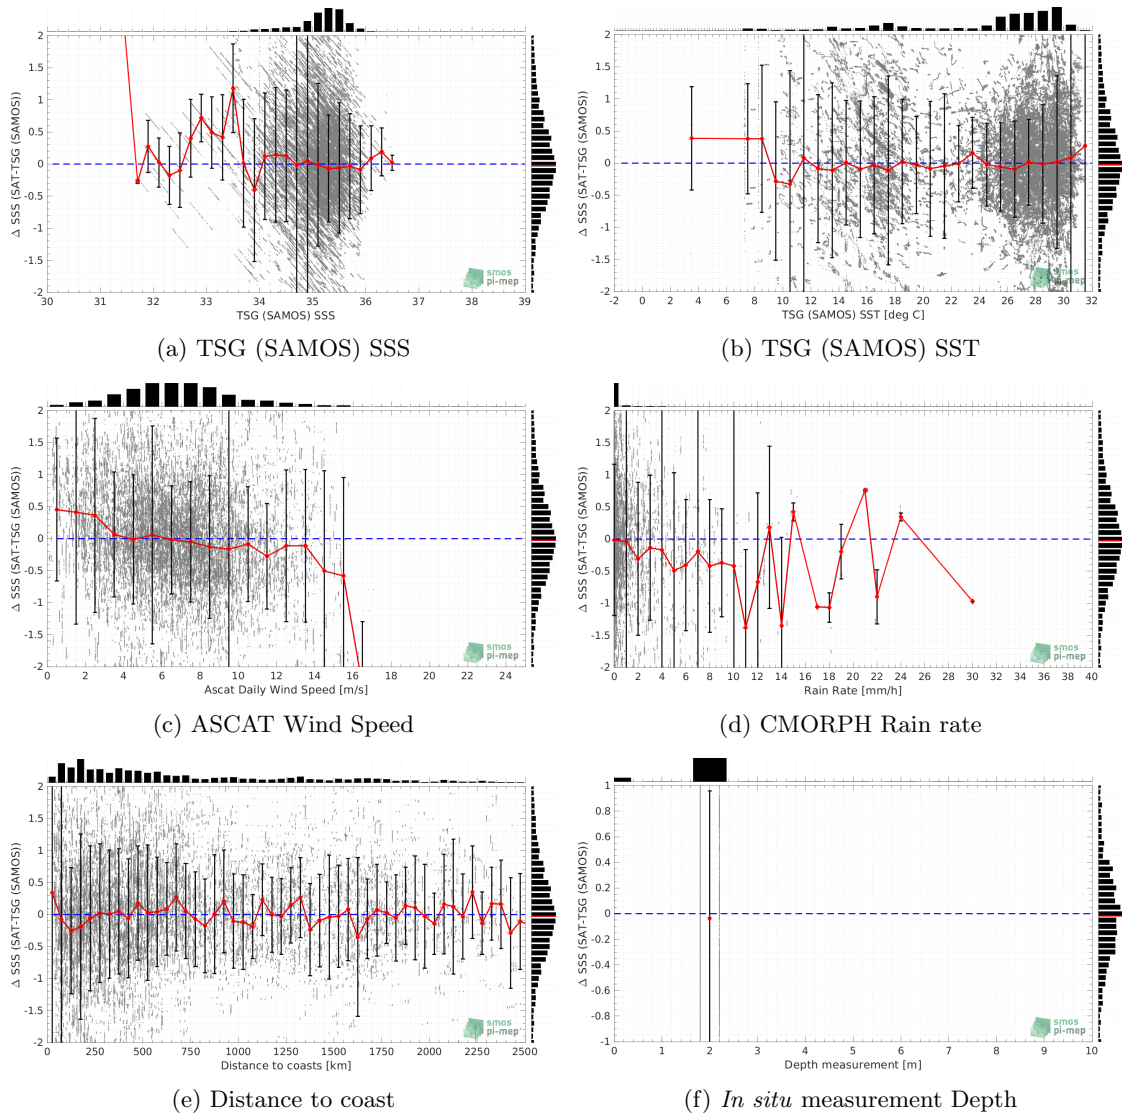 2
1.5
1
0.5
0
-0.5
-1
-1.5
-2
Δ SSS (SAT-TSG (SAMOS))
30 31 32 33 34 35 36 37 38 39
TSG (SAMOS) SSS
smos
pi-mep
(a) TSG (SAMOS) SSS
2
1.5
1
0.5
0
-0.5
-1
-1.5
-2
Δ SSS (SAT-TSG (SAMOS))
-2 0 2 4 6 8 10 12 14 16 18 20 22 24 26 28 30 32
TSG (SAMOS) SST [deg C]
smos
pi-mep
(b) TSG (SAMOS) SST
2
1.5
1
0.5
0
-0.5
-1
-1.5
-2
Δ SSS (SAT-TSG (SAMOS))
0 2 4 6 8 10 12 14 16 18 20 22 24
Ascat Daily Wind Speed [m/s]
smos
pi-mep
(c) ASCAT Wind Speed
2
1.5
1
0.5
0
-0.5
-1
-1.5
-2
Δ SSS (SAT-TSG (SAMOS))
0 2 4 6 8 10 12 14 16 18 20 22 24 26 28 30 32 34 36 38 40
Rain Rate [mm/h]
smos
pi-mep
(d) CMORPH Rain rate
2
1.5
1
0.5
0
-0.5
-1
-1.5
-2
Δ SSS (SAT-TSG (SAMOS))
0 250 500 750 1000 1250 1500 1750 2000 2250 2500
Distance to coasts [km]
smos
pi-mep
(e) Distance to coast
1
0.8
0.6
0.4
0.2
0
-0.2
-0.4
-0.6
-0.8
-1
Δ SSS (SAT-TSG (SAMOS))
0 1 2 3 4 5 6 7 8 9 10
Depth measurement [m]
smos
pi-mep
(f) In situ measurement Depth